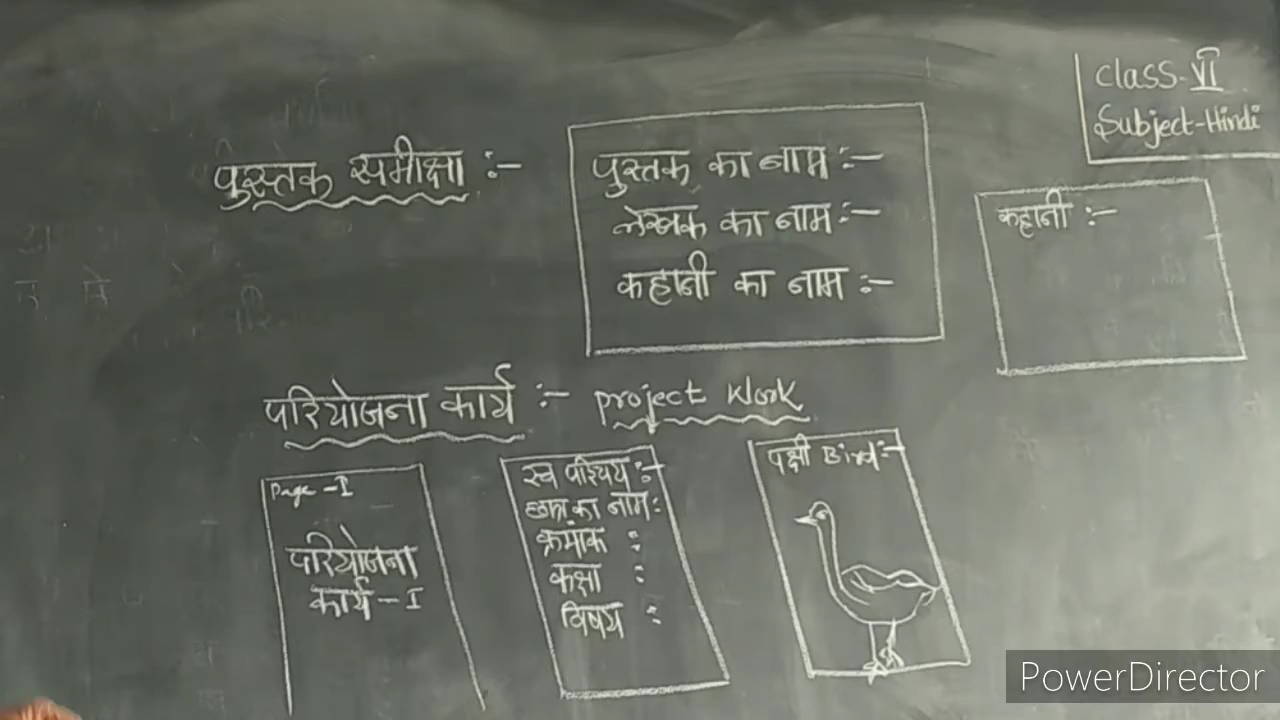 Class-VI
Subject-Hindi
पुस्तक समीक्षा :-
पुस्तक का नाम :-
लेखक का नाम :-
कहानी का नाम :-
कहानी :-
परियोजना कार्य :- Project Work
Page-I
परियोजना
कार्य-I
स्व परिचय :-
छात्र का नाम :
क्रमांक :
कक्षा :
विषय :
पक्षी Bird :-
PowerDirector